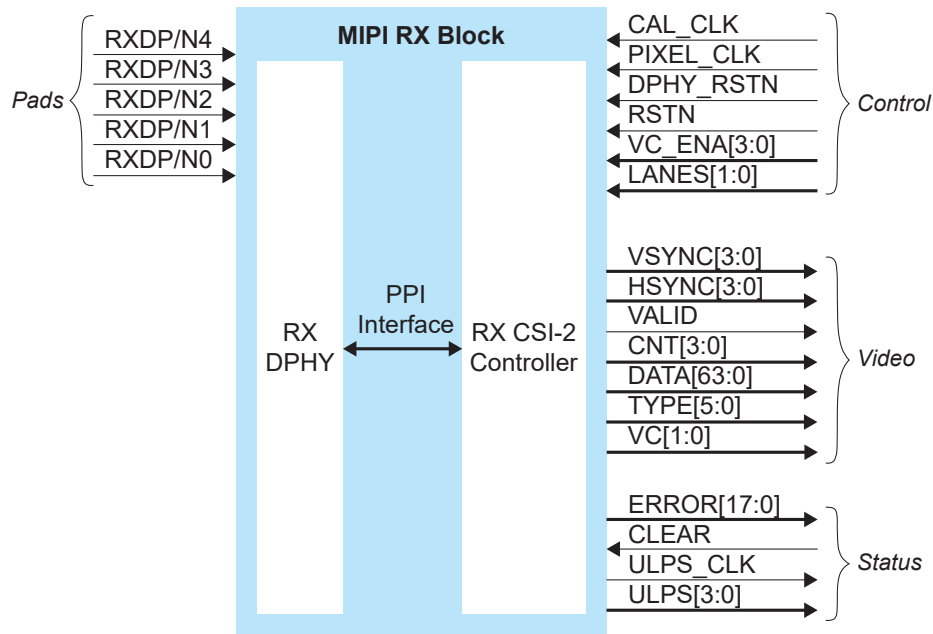 MIPI RX Block
Pads
RXDP/N4
RXDP/N3
RXDP/N2
RXDP/N1
RXDP/N0
RX
DPHY
PPI
Interface
RX CSI-2
Controller
CAL_CLK
PIXEL_CLK
DPHY_RSTN
RSTN
VC_ENA[3:0]
LANES[1:0]
Control
VSYNC[3:0]
HSYNC[3:0]
VALID
CNT[3:0]
DATA[63:0]
TYPE[5:0]
VC[1:0]
Video
ERROR[17:0]
CLEAR
ULPS_CLK
ULPS[3:0]
Status